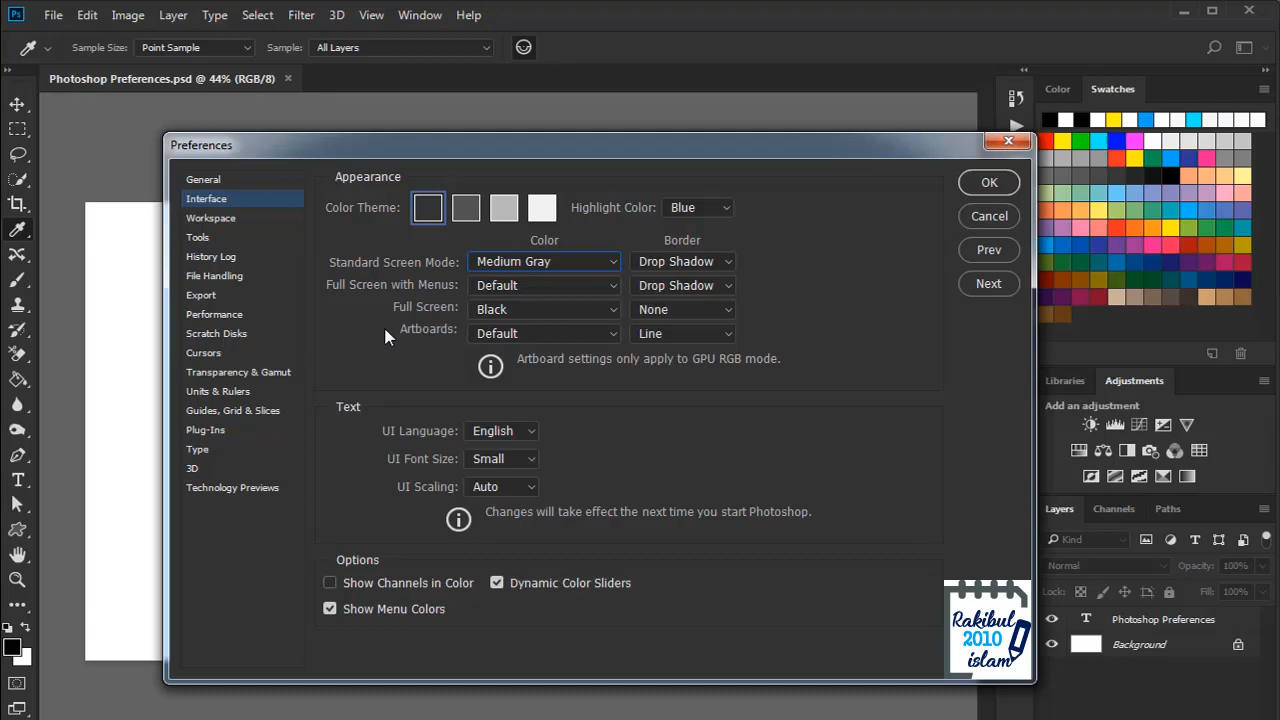 Ps File Edit Image Layer Type Select Filter 3D View Window Help
Sample Size: Point Sample Sample: All Layers
Photoshop Preferences.psd @ 44% (RGB/8)
Color Swatches
Preferences
General
Interface
Workspace
Tools
History Log
File Handling
Export
Performance
Scratch Disks
Cursors
Transparency & Gamut
Units & Rulers
Guides, Grid & Slices
Plug-Ins
Type
3D
Technology Previews
Appearance
Color Theme: Highlight Color: Blue
Color Border
Standard Screen Mode: Medium Gray Drop Shadow
Full Screen with Menus: Default Drop Shadow
Full Screen: Black None
Artboards: Default Line
Artboard settings only apply to GPU RGB mode.
Text
UI Language: English
UI Font Size: Small
UI Scaling: Auto
Changes will take effect the next time you start Photoshop.
Options
Show Channels in Color Dynamic Color Sliders
Show Menu Colors
OK
Cancel
Prev
Next
Rakibul
2010
islam
Libraries Adjustments
Add an adjustment
Layers Channels Paths
Kind
Normal Opacity: 100%
Lock: Fill: 100%
T Photoshop Preferences
Background